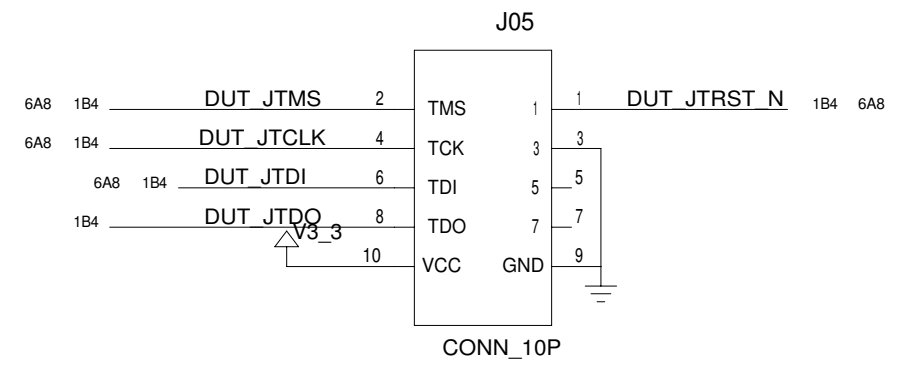 J05
6A8 1B4 DUT_JTMS 2 TMS 1 1 DUT_JTRST_N 1B4 6A8
6A8 1B4 DUT_JTCLK 4 TCK 3 3
6A8 1B4 DUT_JTDI 6 TDI 5 5
1B4 DUT_JTDO 8 TDO 7 7
V3_3
10 VCC GND 9
CONN_10P